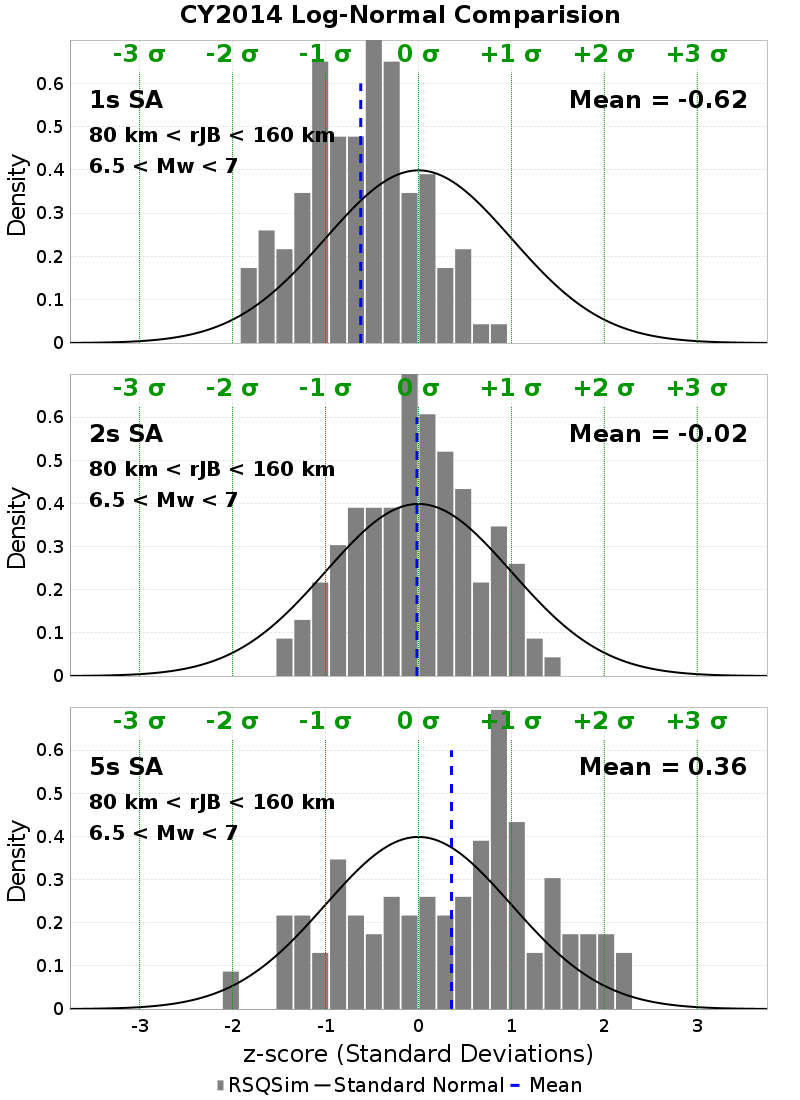 CY2014 Log-Normal Comparision
-3 σ -2 σ -1 σ 0 σ +1 σ +2 σ +3 σ
1s SA
Mean = -0.62
80 km < rJB < 160 km
6.5 < Mw < 7
Density
0.6
0.5
0.4
0.3
0.2
0.1
0
-3 σ -2 σ -1 σ 0 σ +1 σ +2 σ +3 σ
2s SA
Mean = -0.02
80 km < rJB < 160 km
6.5 < Mw < 7
Density
0.6
0.5
0.4
0.3
0.2
0.1
0
-3 σ -2 σ -1 σ 0 σ +1 σ +2 σ +3 σ
5s SA
Mean = 0.36
80 km < rJB < 160 km
6.5 < Mw < 7
Density
0.6
0.5
0.4
0.3
0.2
0.1
0
-3 -2 -1 0 1 2 3
z-score (Standard Deviations)
RSQSim Standard Normal Mean